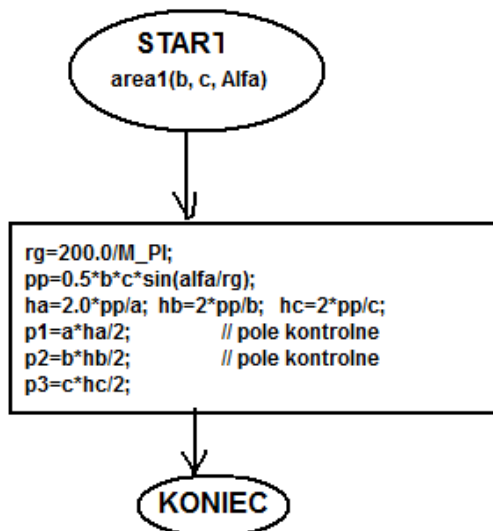 START
area1(b, c, Alfa)
rg=200.0/M_PI;
pp=0.5*b*c*sin(alfa/rg);
ha=2.0*pp/a; hb=2*pp/b; hc=2*pp/c;
p1=a*ha/2; // pole kontrolne
p2=b*hb/2; // pole kontrolne
p3=c*hc/2;
KONIEC